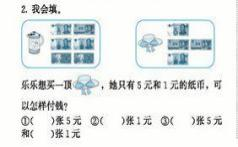 2. 我会填。
乐乐想买一顶，她只有5元和1元的纸币，可
以怎样付钱？
①( )张5元 ②( )张1元 ③( )张5元
和( )张1元